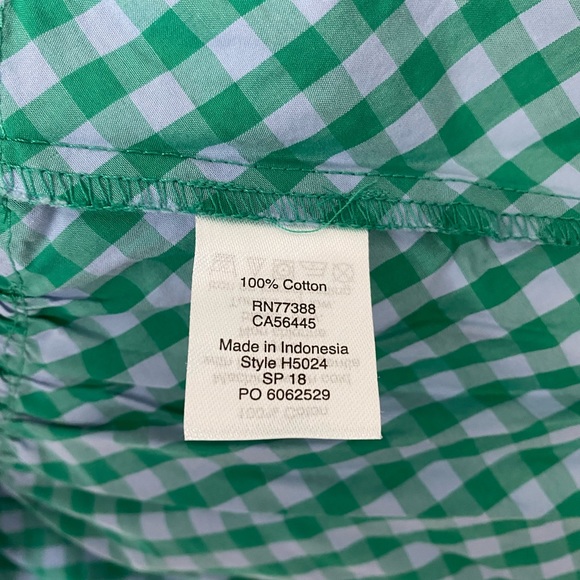 100% Cotton
RN77388
CA56445
Made in Indonesia
Style H5024
SP 18
PO 6062529